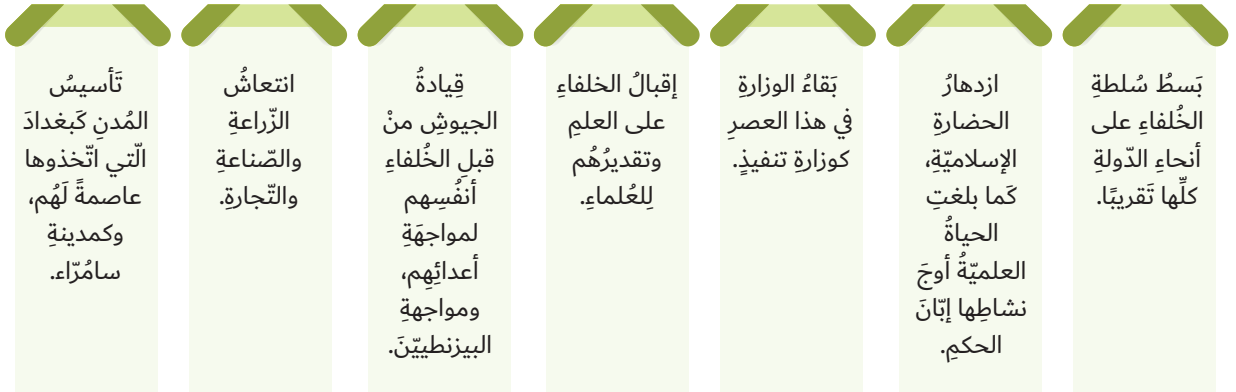 بَسطُ سُلطةِ
الخُلفاءِ على
أنحاءِ الدّولةِ
كلِّها تَقريبًا.
ازدهارُ
الحضارةِ
الإسلاميّةِ،
كَما بلغتِ
الحياةُ
العلميّةُ أوجَ
نشاطِها إبّانَ
الحكمِ.
بَقاءُ الوزارةِ
في هذا العصرِ
كوزارةِ تنفيذٍ.
إقبالُ الخلفاءِ
على العلمِ
وتقديرُهُم
لِلعُلماءِ.
قِيادةُ
الجيوشِ منْ
قبلِ الخُلفاءِ
أنفُسِهم
لمواجهَةِ
أعدائِهِم،
ومواجهةِ
البيزنطييّنَ.
انتعاشُ
الزّراعةِ
والصّناعةِ
والتّجارةِ.
تَأسيسُ
المُدنِ كَبغدادَ
الّتي اتّخذوها
عاصمةً لَهُم،
وكمدينةِ
سامُرّاء.